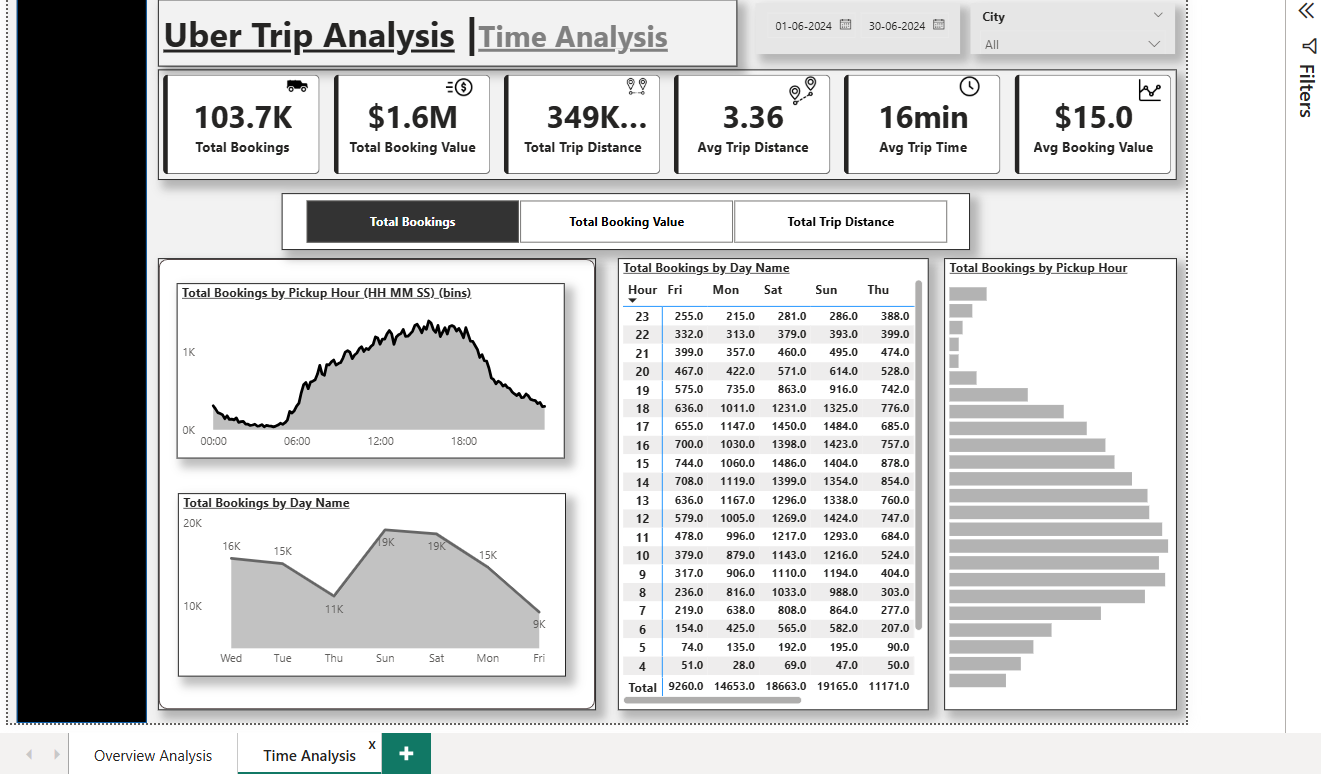 Uber Trip Analysis | Time Analysis
01-06-2024 30-06-2024
City
All
Filters
103.7K
Total Bookings
$1.6M
Total Booking Value
349K...
Total Trip Distance
3.36
Avg Trip Distance
16min
Avg Trip Time
$15.0
Avg Booking Value
Total Bookings Total Booking Value Total Trip Distance
Total Bookings by Pickup Hour (HH MM SS) (bins)
1K
0K
00:00 06:00 12:00 18:00
Total Bookings by Day Name
20K
10K
16K 15K 11K 19K 19K 15K 9K
Wed Tue Thu Sun Sat Mon Fri
Total Bookings by Day Name
Hour Fri Mon Sat Sun Thu
23 255.0 215.0 281.0 286.0 388.0
22 332.0 313.0 379.0 393.0 399.0
21 399.0 357.0 460.0 495.0 474.0
20 467.0 422.0 571.0 614.0 528.0
19 575.0 735.0 863.0 916.0 742.0
18 636.0 1011.0 1231.0 1325.0 776.0
17 655.0 1147.0 1450.0 1484.0 685.0
16 700.0 1030.0 1398.0 1423.0 757.0
15 744.0 1060.0 1486.0 1404.0 878.0
14 708.0 1119.0 1399.0 1354.0 854.0
13 636.0 1167.0 1296.0 1338.0 760.0
12 579.0 1005.0 1269.0 1424.0 747.0
11 478.0 996.0 1217.0 1293.0 684.0
10 379.0 879.0 1143.0 1216.0 524.0
9 317.0 906.0 1110.0 1194.0 404.0
8 236.0 816.0 1033.0 988.0 303.0
7 219.0 638.0 808.0 864.0 277.0
6 154.0 425.0 565.0 582.0 207.0
5 74.0 135.0 192.0 195.0 90.0
4 51.0 28.0 69.0 47.0 50.0
Total 9260.0 14653.0 18663.0 19165.0 11171.0
Total Bookings by Pickup Hour
Overview Analysis Time Analysis x +